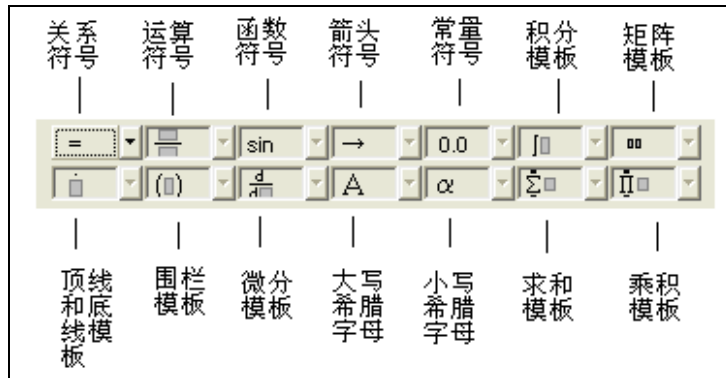 关系 运算 函数 箭头 常量 积分 矩阵
符号 符号 符号 符号 符号 模板 模板
= sin → 0.0 ∫
(▯) d/d A α Σ Π
顶线 围栏 微分 大写 小写 求和 乘积
和底 模板 模板 希腊 希腊 模板 模板
线模 字母 字母
板